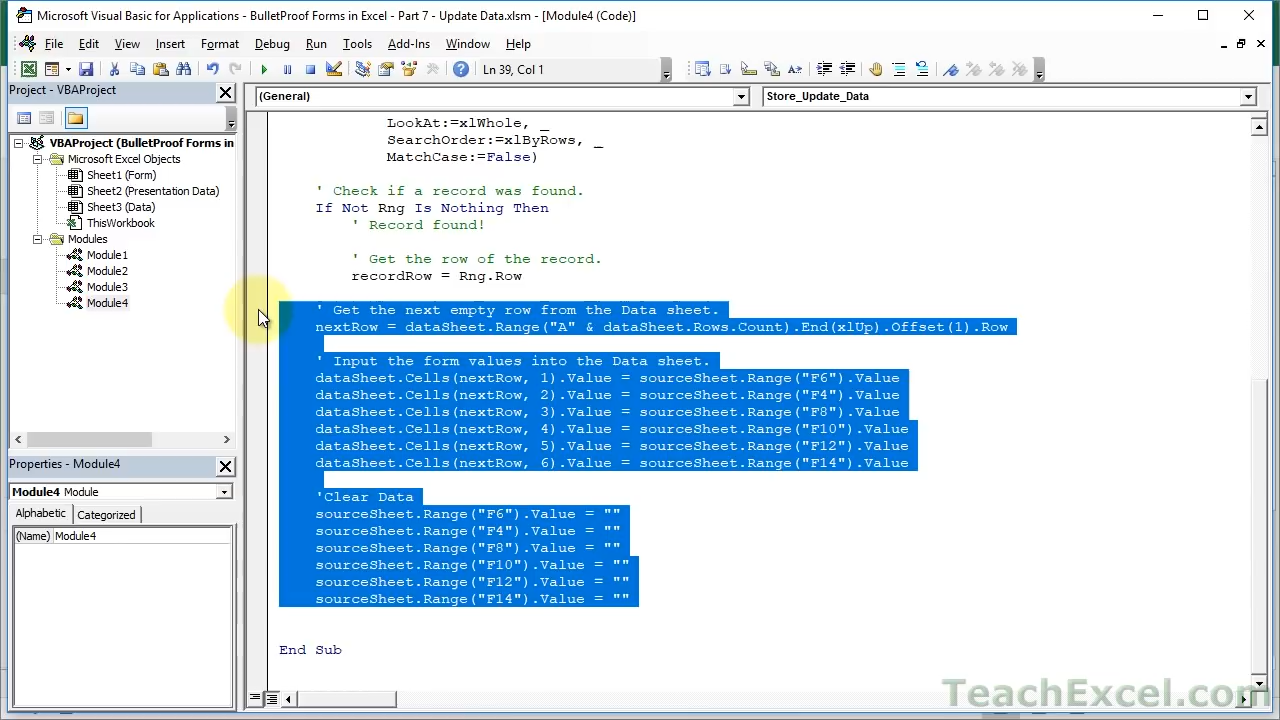 Microsoft Visual Basic for Applications - BulletProof Forms in Excel - Part 7 - Update Data.xlsm - [Module4 (Code)]
File Edit View Insert Format Debug Run Tools Add-Ins Window Help
Ln 39, Col 1
Project - VBAProject
VBAProject (BulletProof Forms in
Microsoft Excel Objects
Sheet1 (Form)
Sheet2 (Presentation Data)
Sheet3 (Data)
ThisWorkbook
Modules
Module1
Module2
Module3
Module4
Properties - Module4
Module4 Module
Alphabetic Categorized
(Name) Module4
(General) Store_Update_Data
LookAt:=xlWhole, _
SearchOrder:=xlByRows, _
MatchCase:=False)
' Check if a record was found.
If Not Rng Is Nothing Then
' Record found!
' Get the row of the record.
recordRow = Rng.Row
' Get the next empty row from the Data sheet.
nextRow = dataSheet.Range("A" & dataSheet.Rows.Count).End(xlUp).Offset(1).Row
' Input the form values into the Data sheet.
dataSheet.Cells(nextRow, 1).Value = sourceSheet.Range("F6").Value
dataSheet.Cells(nextRow, 2).Value = sourceSheet.Range("F4").Value
dataSheet.Cells(nextRow, 3).Value = sourceSheet.Range("F8").Value
dataSheet.Cells(nextRow, 4).Value = sourceSheet.Range("F10").Value
dataSheet.Cells(nextRow, 5).Value = sourceSheet.Range("F12").Value
dataSheet.Cells(nextRow, 6).Value = sourceSheet.Range("F14").Value
'Clear Data
sourceSheet.Range("F6").Value = ""
sourceSheet.Range("F4").Value = ""
sourceSheet.Range("F8").Value = ""
sourceSheet.Range("F10").Value = ""
sourceSheet.Range("F12").Value = ""
sourceSheet.Range("F14").Value = ""
End Sub
TeachExcel.com